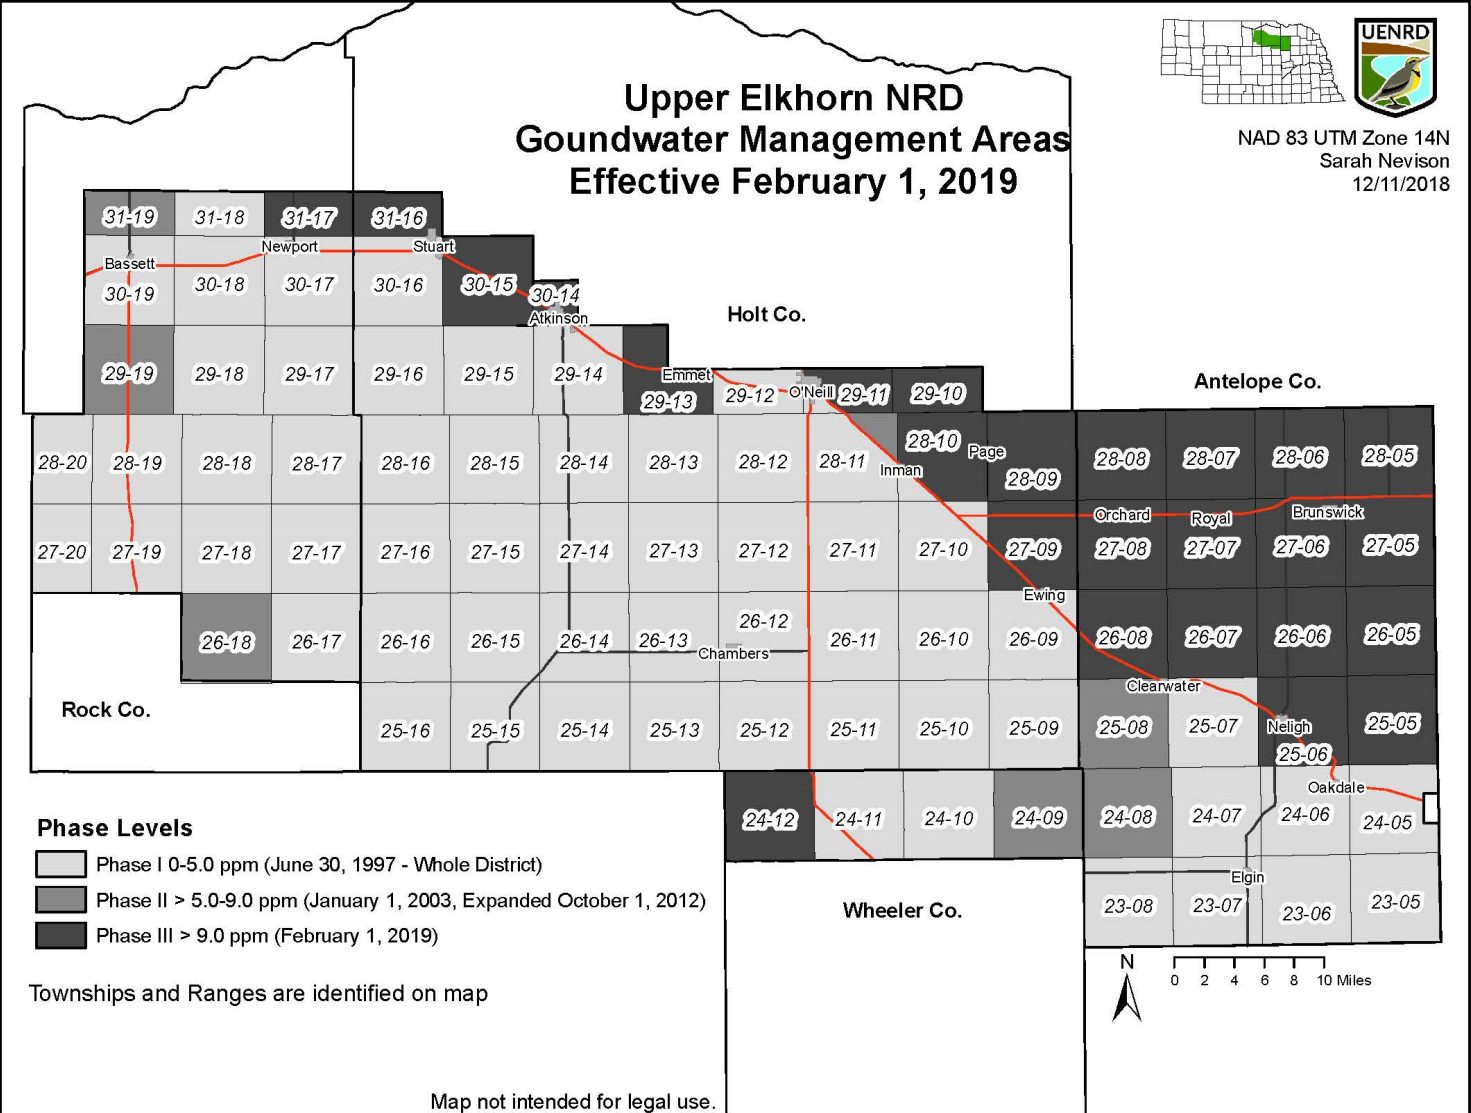 Upper Elkhorn NRD
Goundwater Management Areas
Effective February 1, 2019
UENRD
NAD 83 UTM Zone 14N
Sarah Nevison
12/11/2018
31-19 31-18 31-17 31-16
Newport Stuart
Bassett
30-19 30-18 30-17 30-16 30-15 30-14
Atkinson
Holt Co.
29-19 29-18 29-17 29-16 29-15 29-14 29-13 29-12 29-11 29-10
Emmet O'Neill
Antelope Co.
28-20 28-19 28-18 28-17 28-16 28-15 28-14 28-13 28-12 28-11 28-10 28-09 28-08 28-07 28-06 28-05
Inman Page
Orchard Royal Brunswick
27-20 27-19 27-18 27-17 27-16 27-15 27-14 27-13 27-12 27-11 27-10 27-09 27-08 27-07 27-06 27-05
Ewing
26-18 26-17 26-16 26-15 26-14 26-13 26-12 26-11 26-10 26-09 26-08 26-07 26-06 26-05
Chambers
Clearwater
Rock Co.
25-16 25-15 25-14 25-13 25-12 25-11 25-10 25-09 25-08 25-07 25-06 25-05
Neligh
Oakdale
24-12 24-11 24-10 24-09 24-08 24-07 24-06 24-05
Elgin
23-08 23-07 23-06 23-05
Wheeler Co.
Phase Levels
Phase I 0-5.0 ppm (June 30, 1997 - Whole District)
Phase II > 5.0-9.0 ppm (January 1, 2003, Expanded October 1, 2012)
Phase III > 9.0 ppm (February 1, 2019)
Townships and Ranges are identified on map
N
0 2 4 6 8 10 Miles
Map not intended for legal use.